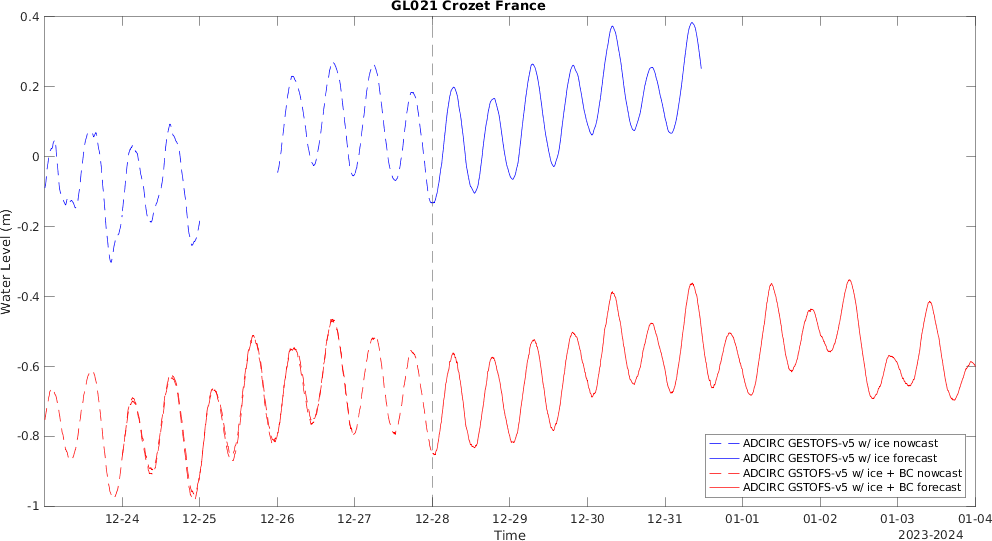 GL021 Crozet France
0.4
0.2
0
-0.2
-0.4
-0.6
-0.8
-1
Water Level (m)
ADCIRC GESTOFS-v5 w/ ice nowcast
ADCIRC GESTOFS-v5 w/ ice forecast
ADCIRC GSTOFS-v5 w/ ice + BC nowcast
ADCIRC GSTOFS-v5 w/ ice + BC forecast
12-24 12-25 12-26 12-27 12-28 12-29 12-30 12-31 01-01 01-02 01-03 01-04
Time
2023-2024